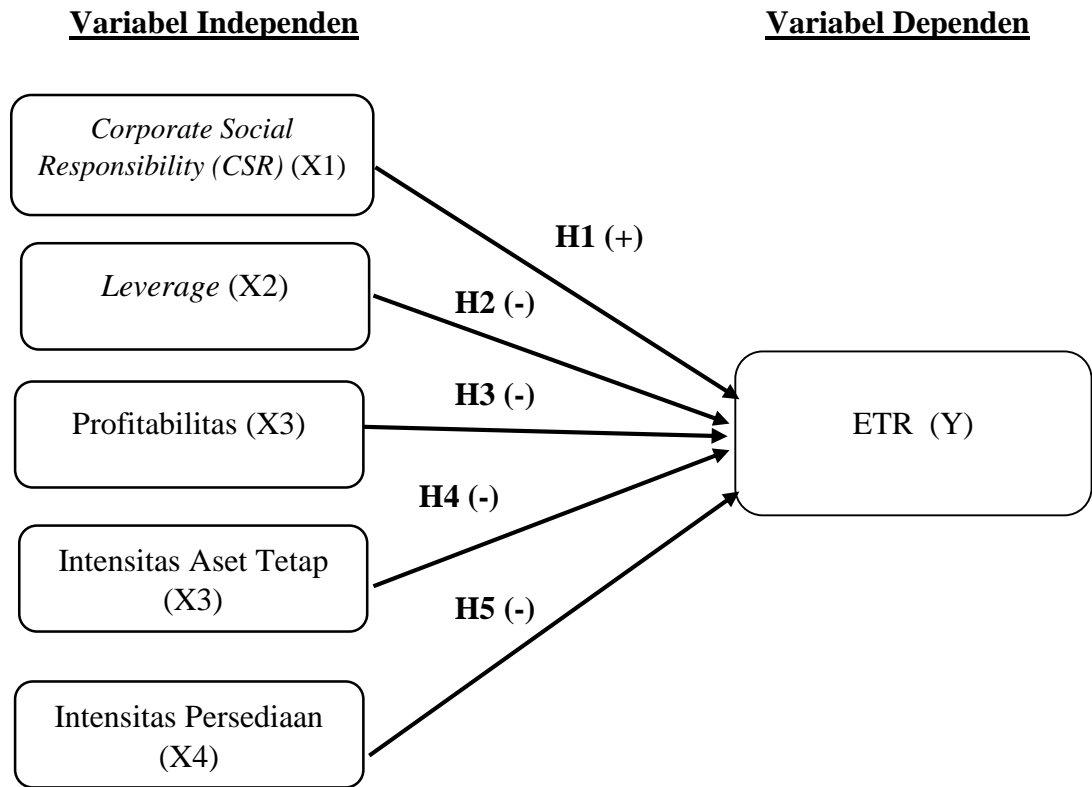 Variabel Independen
Variabel Dependen
Corporate Social
Responsibility (CSR) (X1)
H1 (+)
Leverage (X2)
H2 (-)
Profitabilitas (X3)
H3 (-)
ETR (Y)
H4 (-)
Intensitas Aset Tetap
(X3)
H5 (-)
Intensitas Persediaan
(X4)